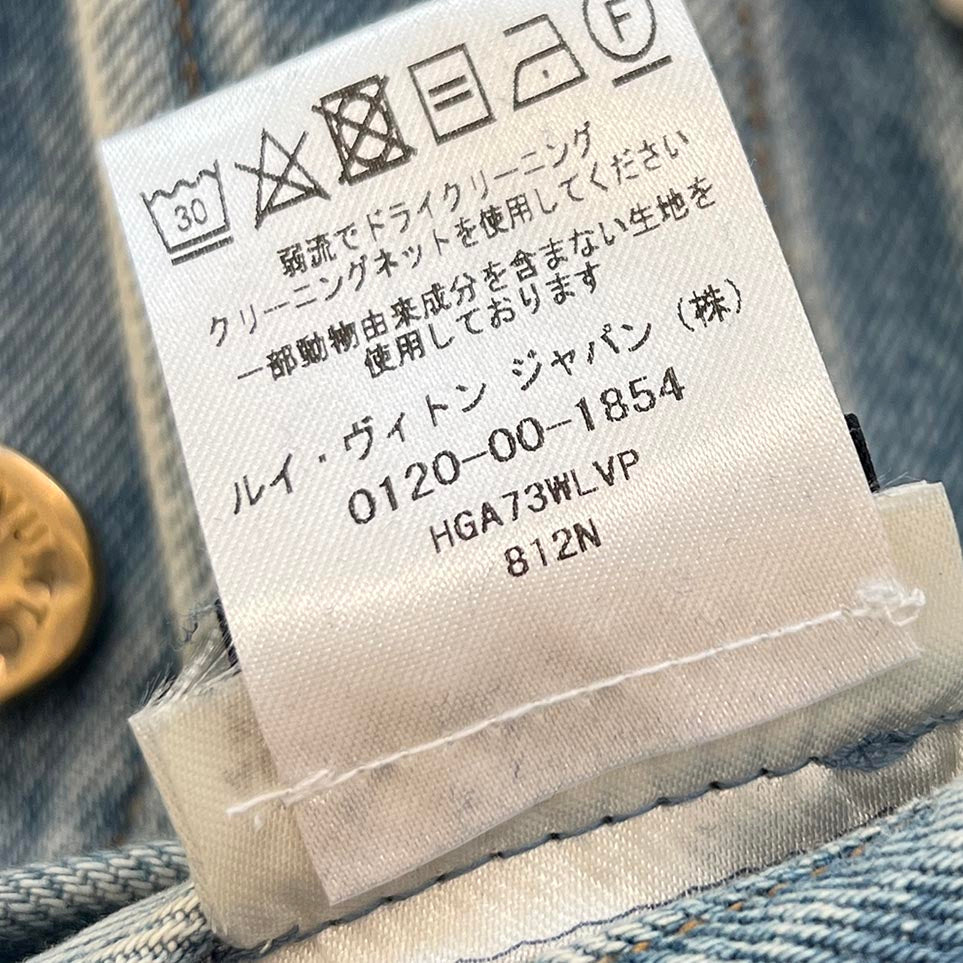 30
F
弱流でドライクリーニング
クリーニングネットを使用してください
一部動物由来成分を含まない生地を
使用しております
ルイ・ヴィトン ジャパン (株)
0120-00-1854
HGA73WLVP
812N